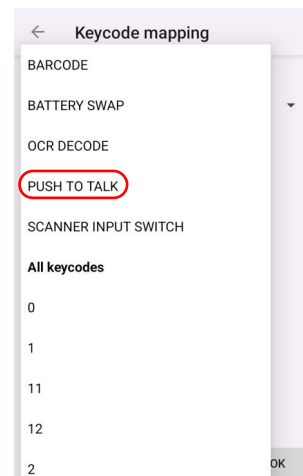 Keycode mapping
BARCODE
BATTERY SWAP
OCR DECODE
PUSH TO TALK
SCANNER INPUT SWITCH
All keycodes
0
1
11
12
2
OK